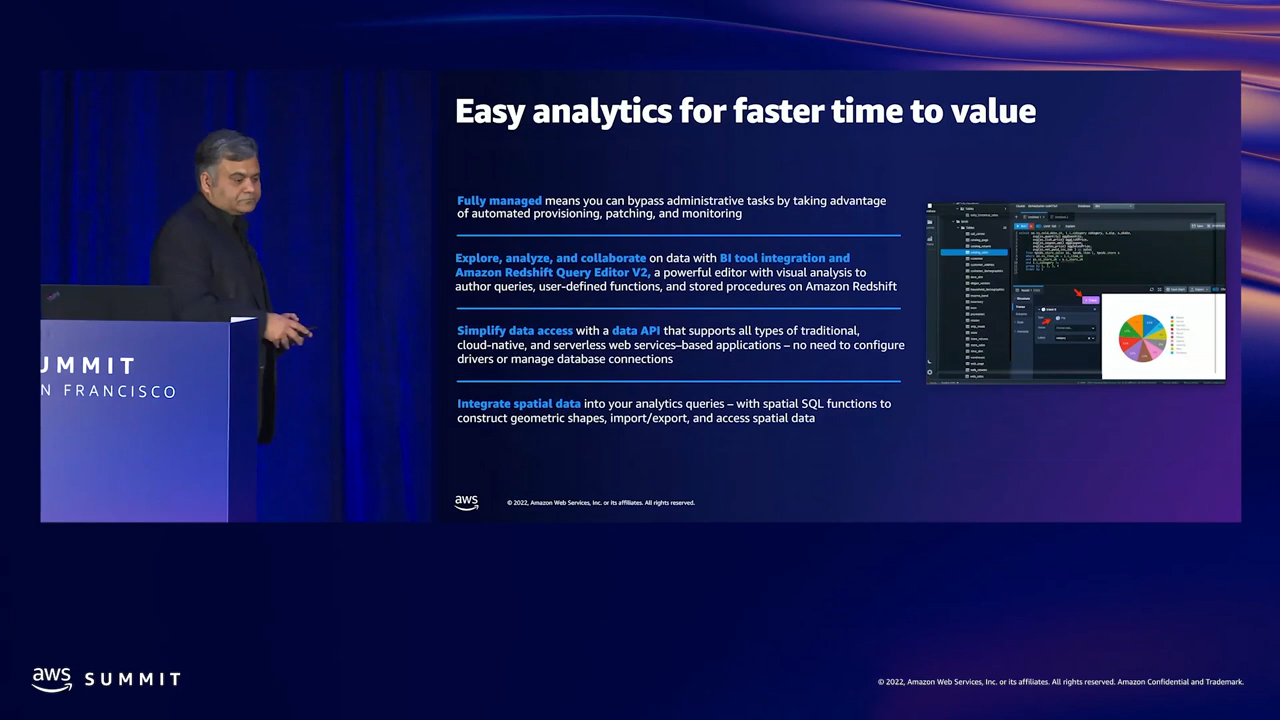 Easy analytics for faster time to value
Fully managed means you can bypass administrative tasks by taking advantage
of automated provisioning, patching, and monitoring
Explore, analyze, and collaborate on data with BI tool integration and
Amazon Redshift Query Editor V2, a powerful editor with visual analysis to
author queries, user-defined functions, and stored procedures on Amazon Redshift
Simplify data access with a data API that supports all types of traditional,
cloud-native, and serverless web services–based applications – no need to configure
drivers or manage database connections
Integrate spatial data into your analytics queries – with spatial SQL functions to
construct geometric shapes, import/export, and access spatial data
aws
© 2022, Amazon Web Services, Inc. or its affiliates. All rights reserved.
UMMIT
N FRANCISCO
aws SUMMIT
© 2022, Amazon Web Services, Inc. or its affiliates. All rights reserved. Amazon Confidential and Trademark.